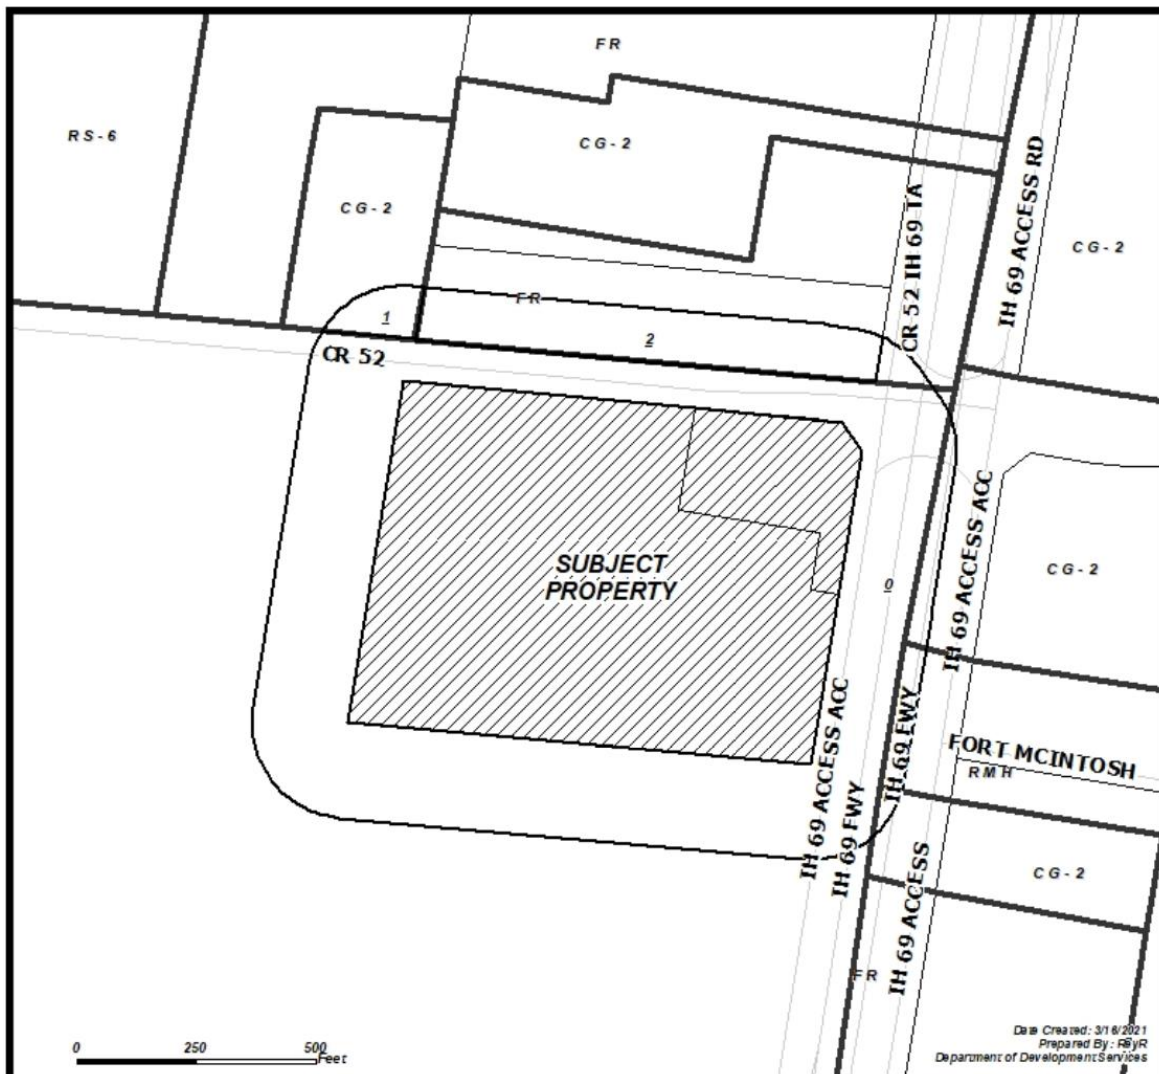 FR
RS-6
CG-2
CG-2
CG-2
CR 52 IH 69 TA
IH 69 ACCESS RD
FR
1
2
CR 52
SUBJECT
PROPERTY
0
IH 69 ACCESS ACC
CG-2
IH 69 ACCESS ACC
IH 69 FWY
IH 69 FWY
FORT MCINTOSH
RMH
CG-2
IH 69 ACCESS
FR
0 250 500
Feet
Date Created: 3/16/2021
Prepared By:
Department of Development Services